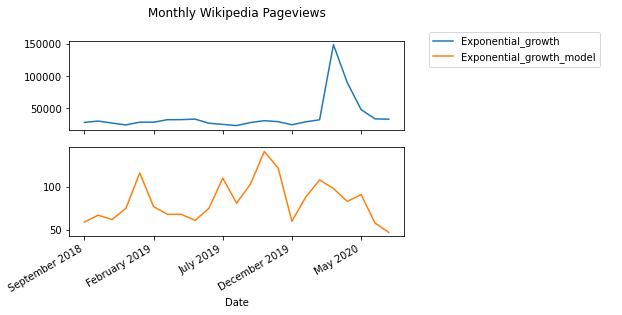 Monthly Wikipedia Pageviews
Exponential_growth
Exponential_growth_model
150000
100000
50000
100
50
September 2018
February 2019
July 2019
December 2019
May 2020
Date